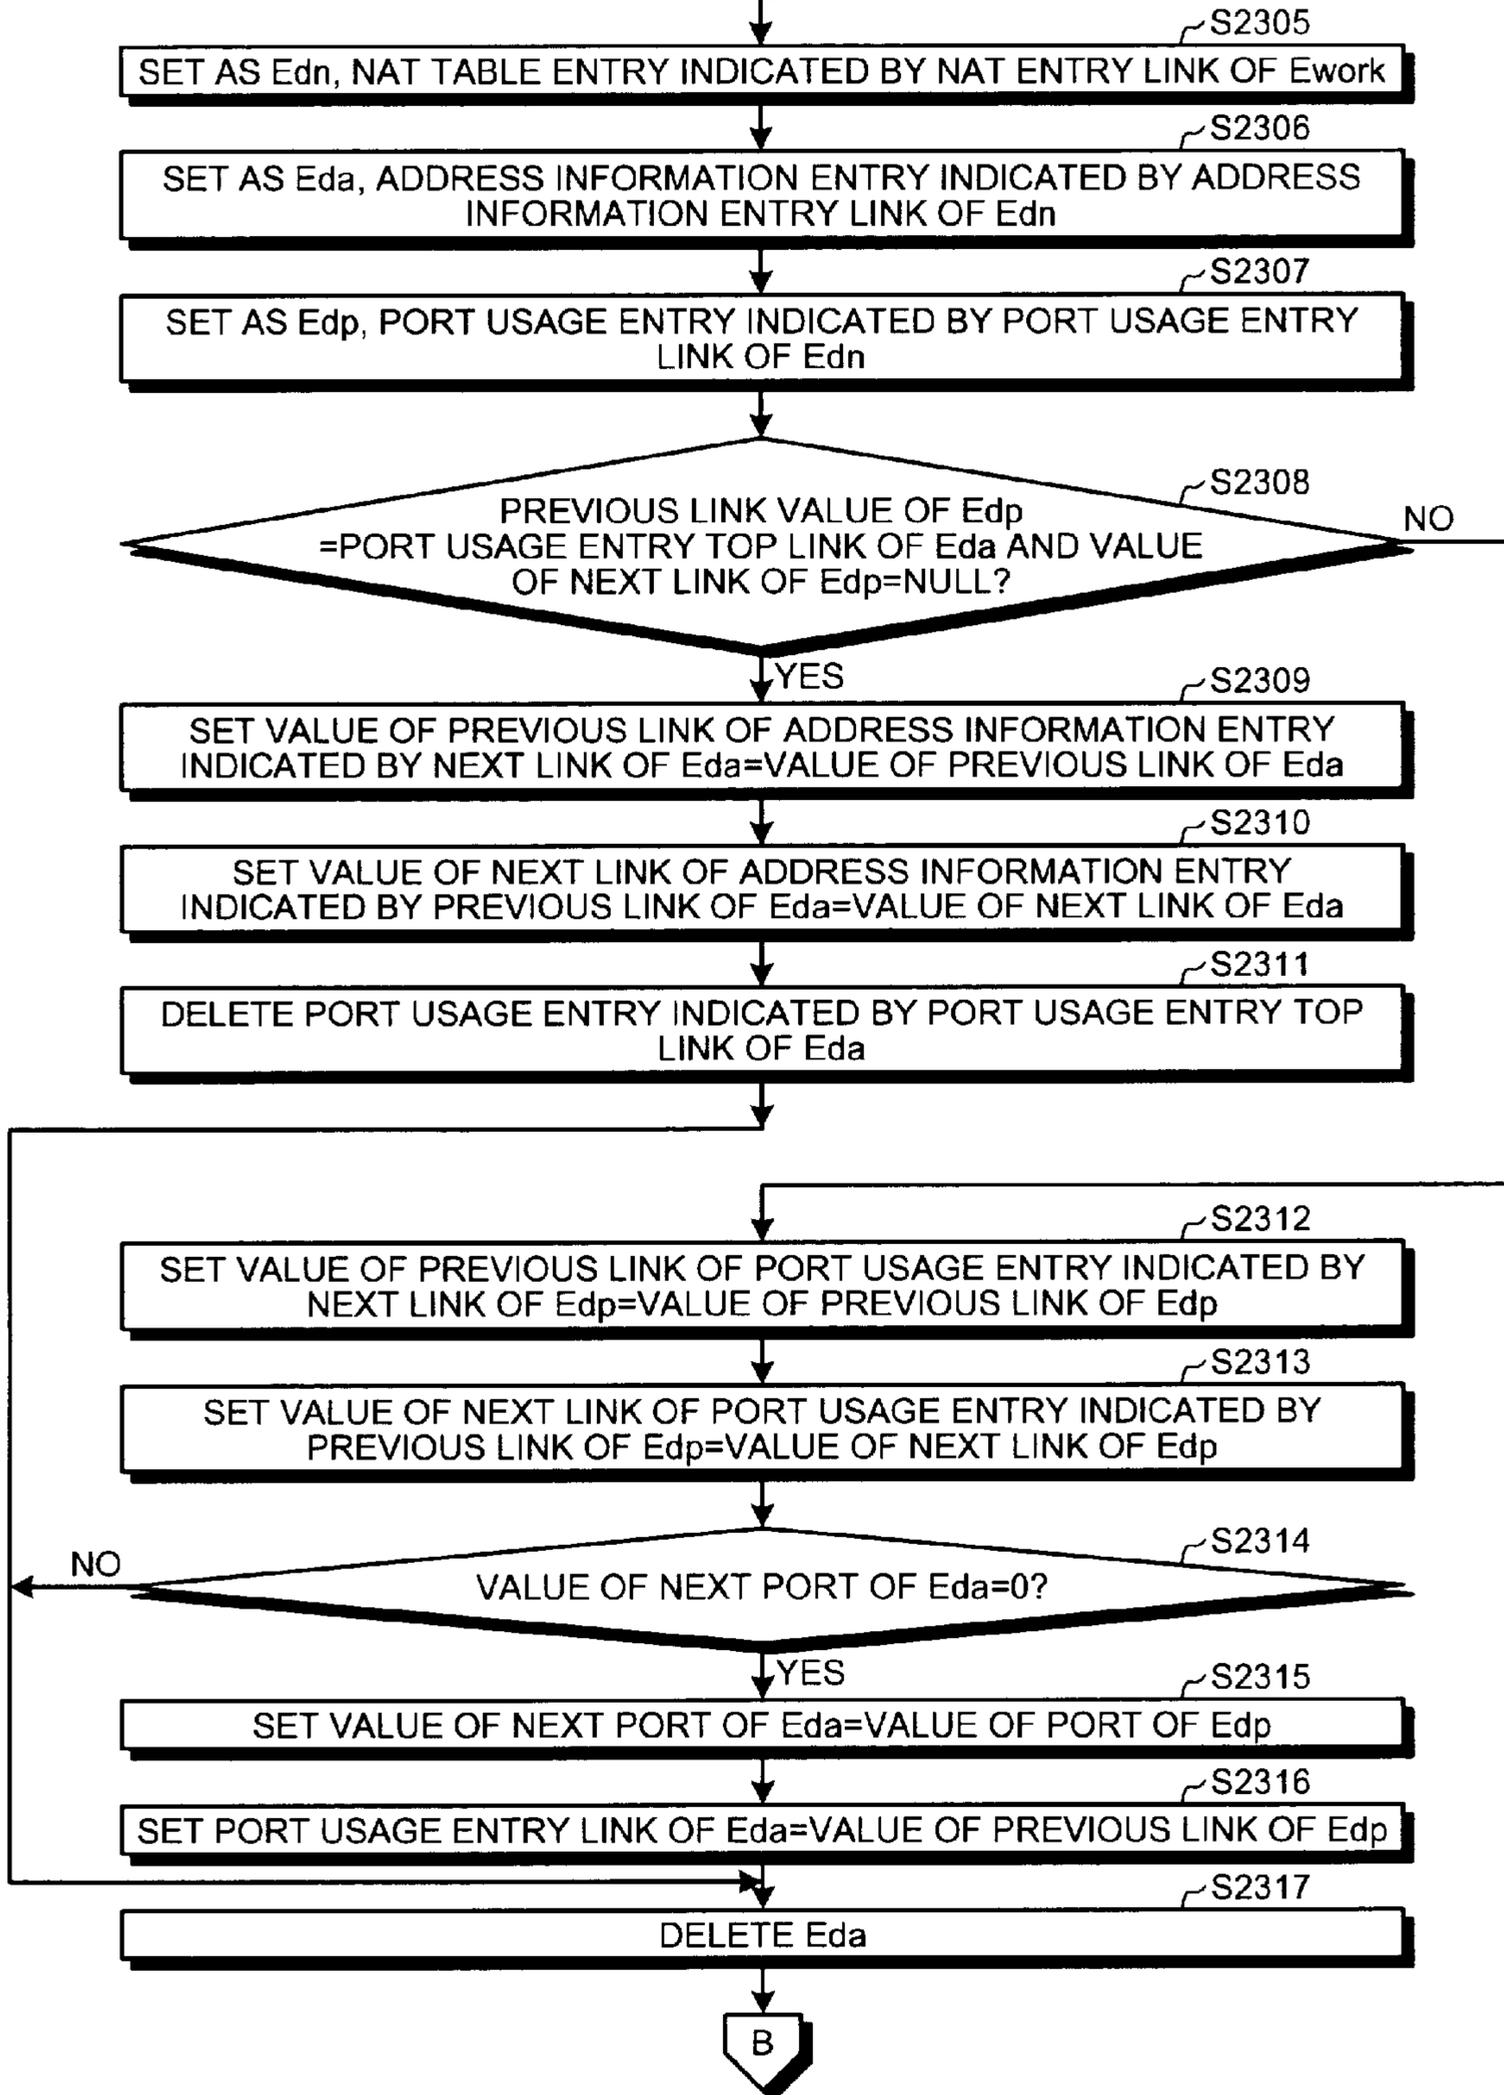 S2305
SET AS Edn, NAT TABLE ENTRY INDICATED BY NAT ENTRY LINK OF Ework
S2306
SET AS Eda, ADDRESS INFORMATION ENTRY INDICATED BY ADDRESS
INFORMATION ENTRY LINK OF Edn
S2307
SET AS Edp, PORT USAGE ENTRY INDICATED BY PORT USAGE ENTRY
LINK OF Edn
S2308
PREVIOUS LINK VALUE OF Edp
=PORT USAGE ENTRY TOP LINK OF Eda AND VALUE
OF NEXT LINK OF Edp=NULL?
NO
YES
S2309
SET VALUE OF PREVIOUS LINK OF ADDRESS INFORMATION ENTRY
INDICATED BY NEXT LINK OF Eda=VALUE OF PREVIOUS LINK OF Eda
S2310
SET VALUE OF NEXT LINK OF ADDRESS INFORMATION ENTRY
INDICATED BY PREVIOUS LINK OF Eda=VALUE OF NEXT LINK OF Eda
S2311
DELETE PORT USAGE ENTRY INDICATED BY PORT USAGE ENTRY TOP
LINK OF Eda
S2312
SET VALUE OF PREVIOUS LINK OF PORT USAGE ENTRY INDICATED BY
NEXT LINK OF Edp=VALUE OF PREVIOUS LINK OF Edp
S2313
SET VALUE OF NEXT LINK OF PORT USAGE ENTRY INDICATED BY
PREVIOUS LINK OF Edp=VALUE OF NEXT LINK OF Edp
S2314
NO
VALUE OF NEXT PORT OF Eda=0?
YES
S2315
SET VALUE OF NEXT PORT OF Eda=VALUE OF PORT OF Edp
S2316
SET PORT USAGE ENTRY LINK OF Eda=VALUE OF PREVIOUS LINK OF Edp
S2317
DELETE Eda
B